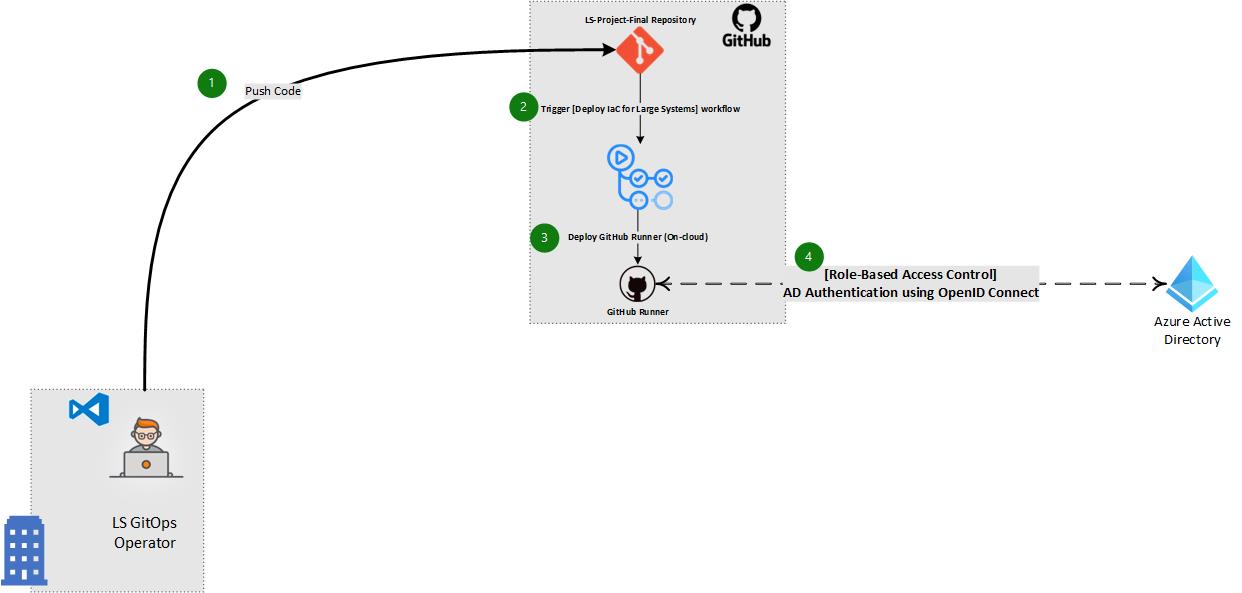 LS-Project-Final Repository
GitHub
1
Push Code
2
Trigger [Deploy IaC for Large Systems] workflow
3
Deploy GitHub Runner (On-cloud)
4
[Role-Based Access Control]
AD Authentication using OpenID Connect
GitHub Runner
Azure Active
Directory
LS GitOps
Operator